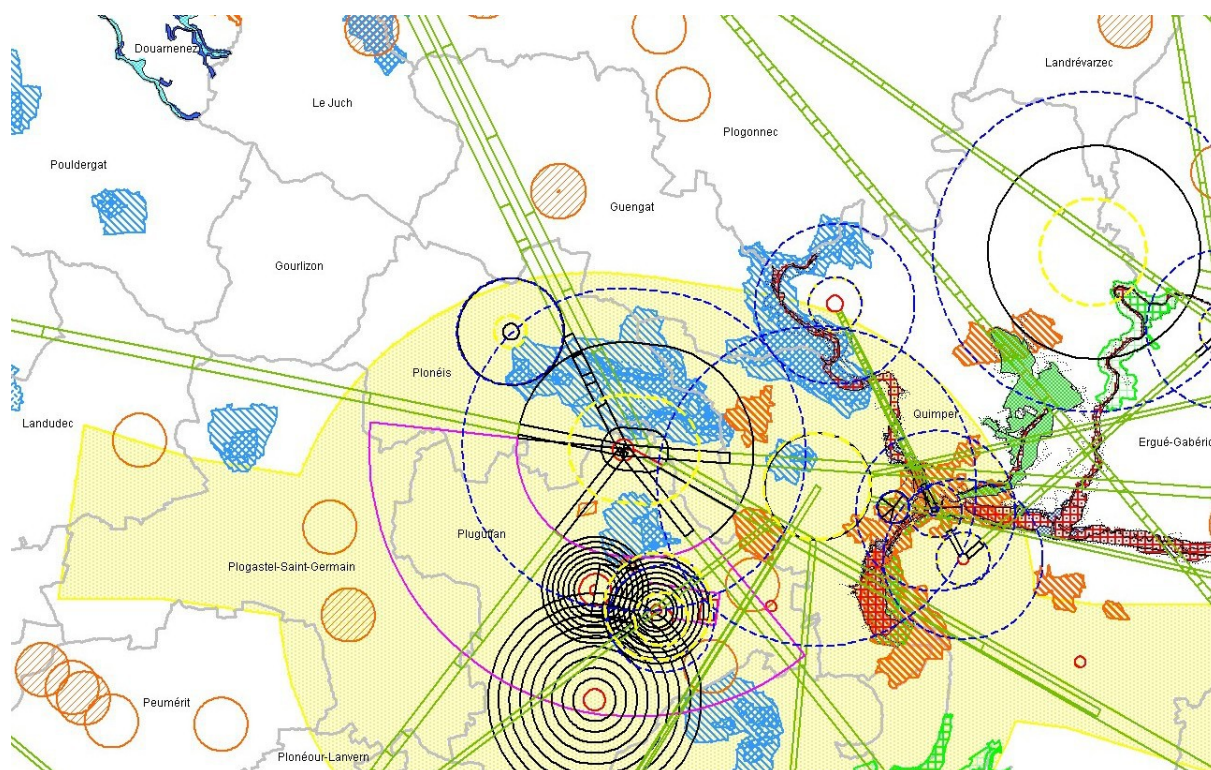 Douarnenez
Landrévarzec
Le Juch
Plogonnec
Pouldergat
Guengat
Gourlizon
Plonéis
Quimper
Landudec
Ergué-Gabéric
Pluguffan
Plogastel-Saint-Germain
Peumérit
Plonéour-Lanvern